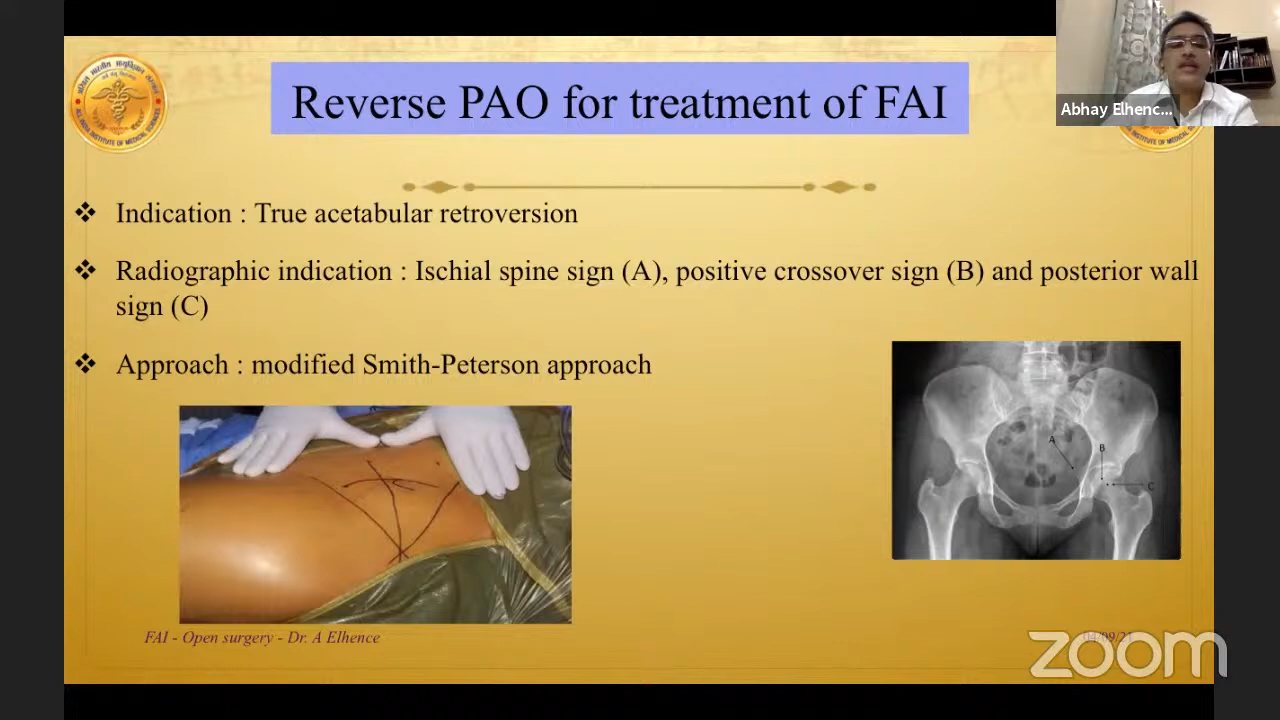 Reverse PAO for treatment of FAI
Abhay Elhenc...
❖ Indication : True acetabular retroversion
❖ Radiographic indication : Ischial spine sign (A), positive crossover sign (B) and posterior wall
sign (C)
❖ Approach : modified Smith-Peterson approach
A
B
C
FAI - Open surgery - Dr. A Elhence
zoom